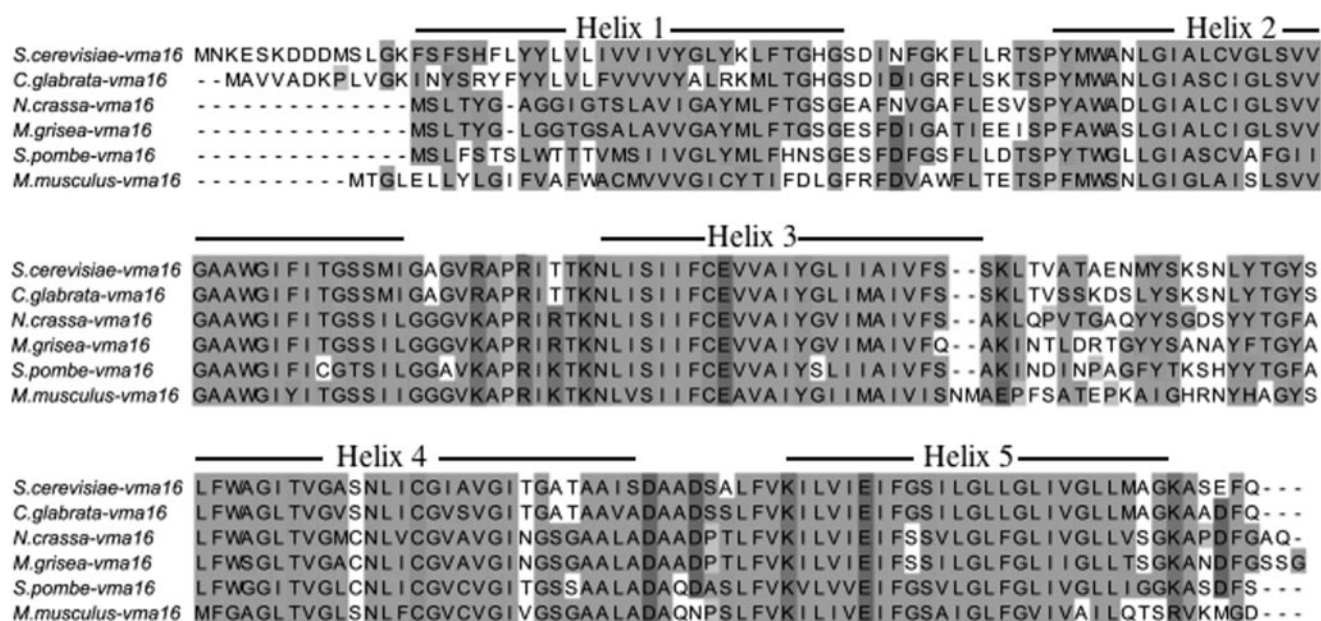 Helix 1 Helix 2
S.cerevisiae-vma16 MNKESKDDDMSLGKFSFSHFLYYLVLIVVIVYGLYKLFTGHGSDINFGKFLLRTSPYMWANLGIALCVGLSVV
C.glabrata-vma16 --MAVVADKPLVGKINYSRYFYYLVLFVVVVYALRKMLTGHGSDIDIGRFLSKTSPYMWANLGIASCIGLSVV
N.crassa-vma16 --------------MSLTYG-AGGIGTSLAVIGAYMLFTGSGEAFNVGAFLESVSPYAWADLGIALCIGLSVV
M.grisea-vma16 --------------MSLTYG-LGGTGSALAVVGAYMLFTGSGESFDIGATIEEISPFAWASLGIALCIGLSVV
S.pombe-vma16 --------------MSLFSTSLWTTTVMSIIVGLYMLFHNSGESFDFGSFLLDTSPYTWGLLGIASCVAFGII
M.musculus-vma16 ----------MTGLELLYLGIFVAFWACMVVVGICYTIFDLGFRFDVAWFLTETSPFMWSNLGIGLAISLSVV
Helix 3
S.cerevisiae-vma16 GAAWGIFITGSSMIGAGVRAPRITTKNLISIIFCEVVAIYGLIIAIVFS--SKLTVATAENMYSKSNLYTGYS
C.glabrata-vma16 GAAWGIFITGSSMIGAGVRAPRITTKNLISIIFCEVVAIYGLIMAIVFS--SKLTVSSKDSLYSKSNLYTGYS
N.crassa-vma16 GAAWGIFITGSSILGGGVKAPRIRTKNLISIIFCEVVAIYGVIMAIVFS--AKLQPVTGAQYYSGDSYYTGFA
M.grisea-vma16 GAAWGIFITGSSILGGGVKAPRIRTKNLISIIFCEVVAIYGVIMAIVFQ--AKINTLDRTGYYSANAYFTGYA
S.pombe-vma16 GAAWGIFICGTSILGGAVKAPRIKTKNLISIIFCEVVAIYSLIIAIVFS--AKINDINPAGFYTKSHYYTGFA
M.musculus-vma16 GAAWGIYITGSSIIGGGVKAPRIKTKNLVSIIFCEAVAIYGIIMAIVISNMAEPFSATEPKAIGHRNYHAGYS
Helix 4 Helix 5
S.cerevisiae-vma16 LFWAGITVGASNLICGIAVGITGATAAISDAADSALFVKILVIEIFGSILGLLGLIVGLLMAGKASEFQ---
C.glabrata-vma16 LFWAGLTVGVSNLICGVSVGITGATAAVADAADSSLFVKILVIEIFGSILGLLGLIVGLLMAGKAADFQ---
N.crassa-vma16 LFWAGLTVGMCNLVCGVAVGINGSGAALADAADPTLFVKILVIEIFSSVLGLFGLIVGLLVSGKAPDFGAQ-
M.grisea-vma16 LFWSGLTVGACNLICGVAVGINGSGAALADAADPTLFVKILVIEIFSSILGLFGLIVGLLTSGKANDFGSSG
S.pombe-vma16 LFWGGITVGLCNLICGVCVGITGSSAALADAQDASLFVKVLVVEIFGSVLGLFGLIVGLLIGGKASDFS---
M.musculus-vma16 MFGAGLTVGLSNLFCGVCVGIVGSGAALADAQNPSLFVKILIVEIFGSAIGLFGVIVAILQTSRVKMGD---